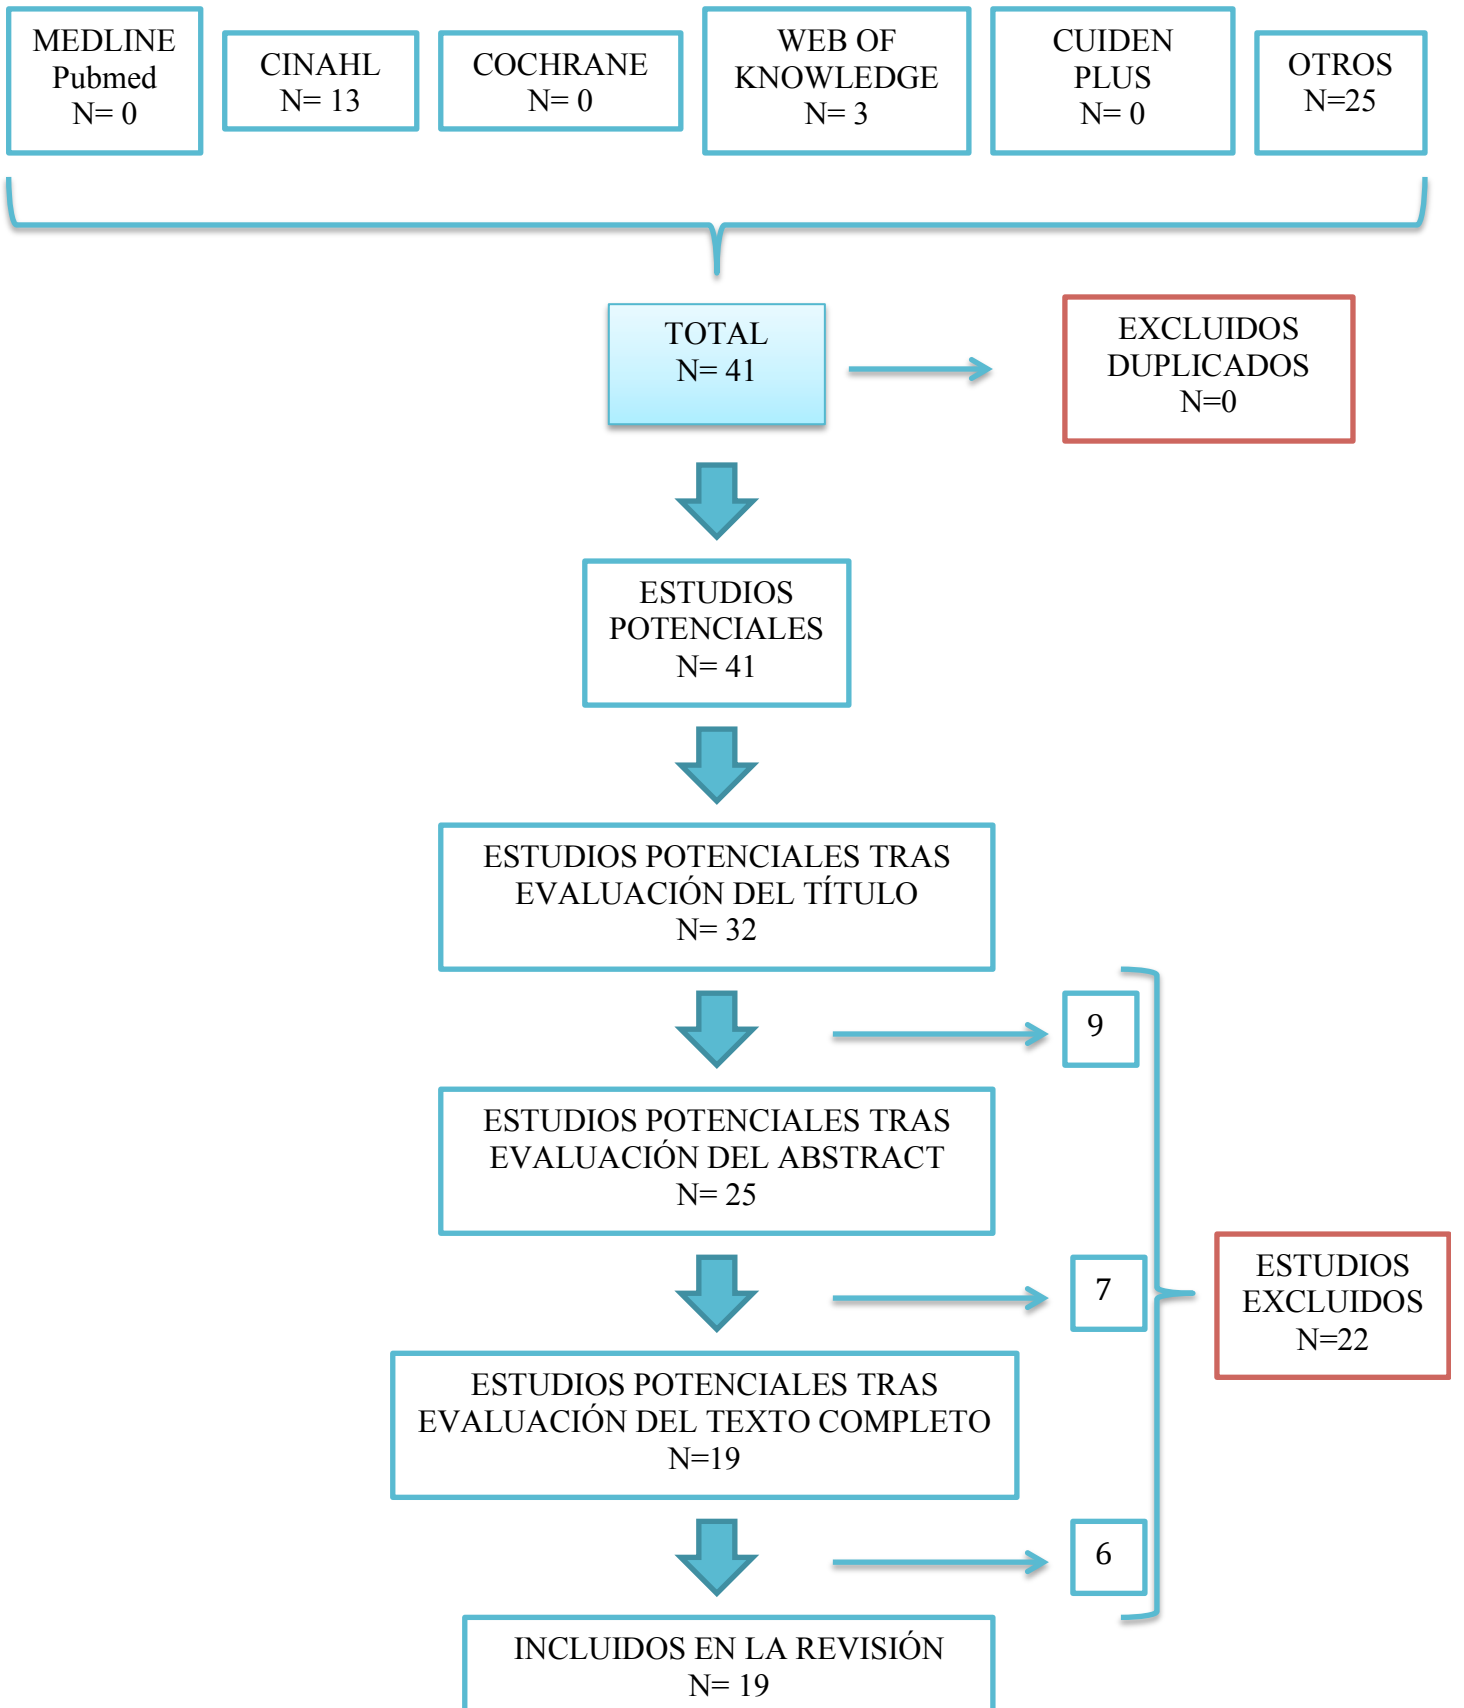 MEDLINE
Pubmed
N= 0
CINAHL
N= 13
COCHRANE
N= 0
WEB OF
KNOWLEDGE
N= 3
CUIDEN
PLUS
N= 0
OTROS
N=25
TOTAL
N= 41
EXCLUIDOS
DUPLICADOS
N=0
ESTUDIOS
POTENCIALES
N= 41
ESTUDIOS POTENCIALES TRAS
EVALUACIÓN DEL TÍTULO
N= 32
9
ESTUDIOS POTENCIALES TRAS
EVALUACIÓN DEL ABSTRACT
N= 25
7
ESTUDIOS
EXCLUIDOS
N=22
ESTUDIOS POTENCIALES TRAS
EVALUACIÓN DEL TEXTO COMPLETO
N=19
6
INCLUIDOS EN LA REVISIÓN
N= 19